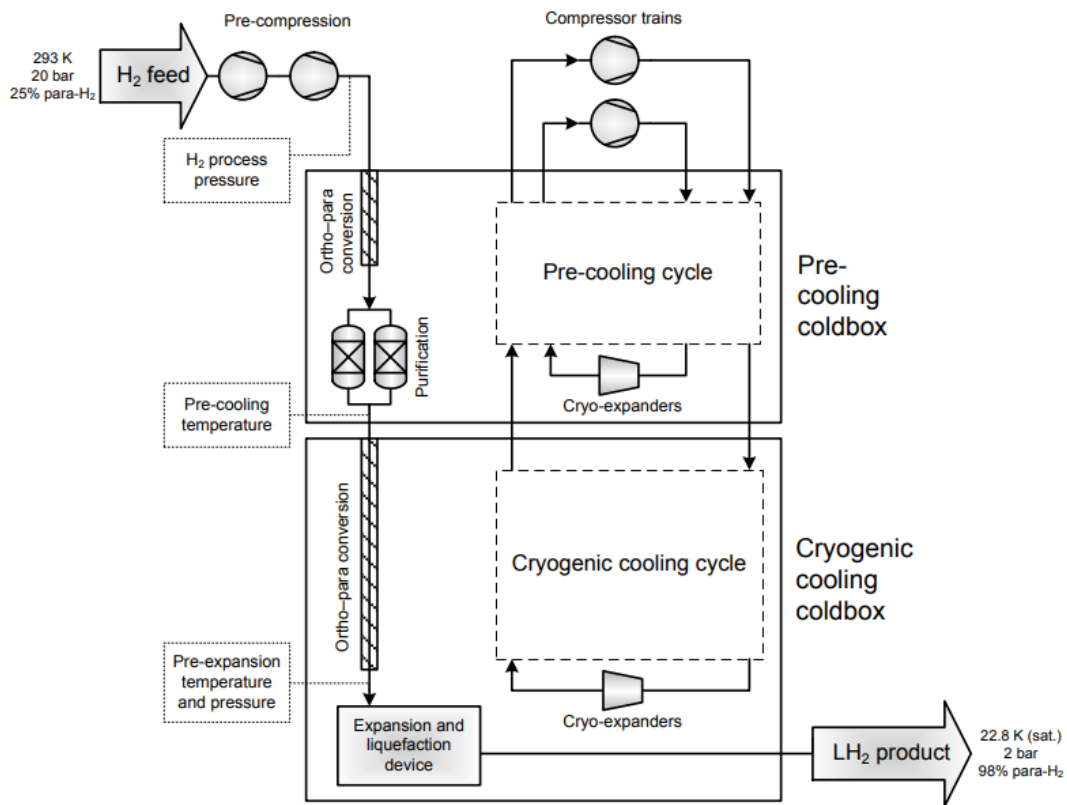 Pre-compression
Compressor trains
293 K
20 bar
25% para-H₂
H₂ feed
H₂ process
pressure
Ortho–para
conversion
Pre-cooling cycle
Pre-
cooling
coldbox
Purification
Cryo-expanders
Pre-cooling
temperature
Ortho–para conversion
Cryogenic cooling cycle
Cryogenic
cooling
coldbox
Pre-expansion
temperature
and pressure
Cryo-expanders
Expansion and
liquefaction
device
LH₂ product
22.8 K (sat.)
2 bar
98% para-H₂